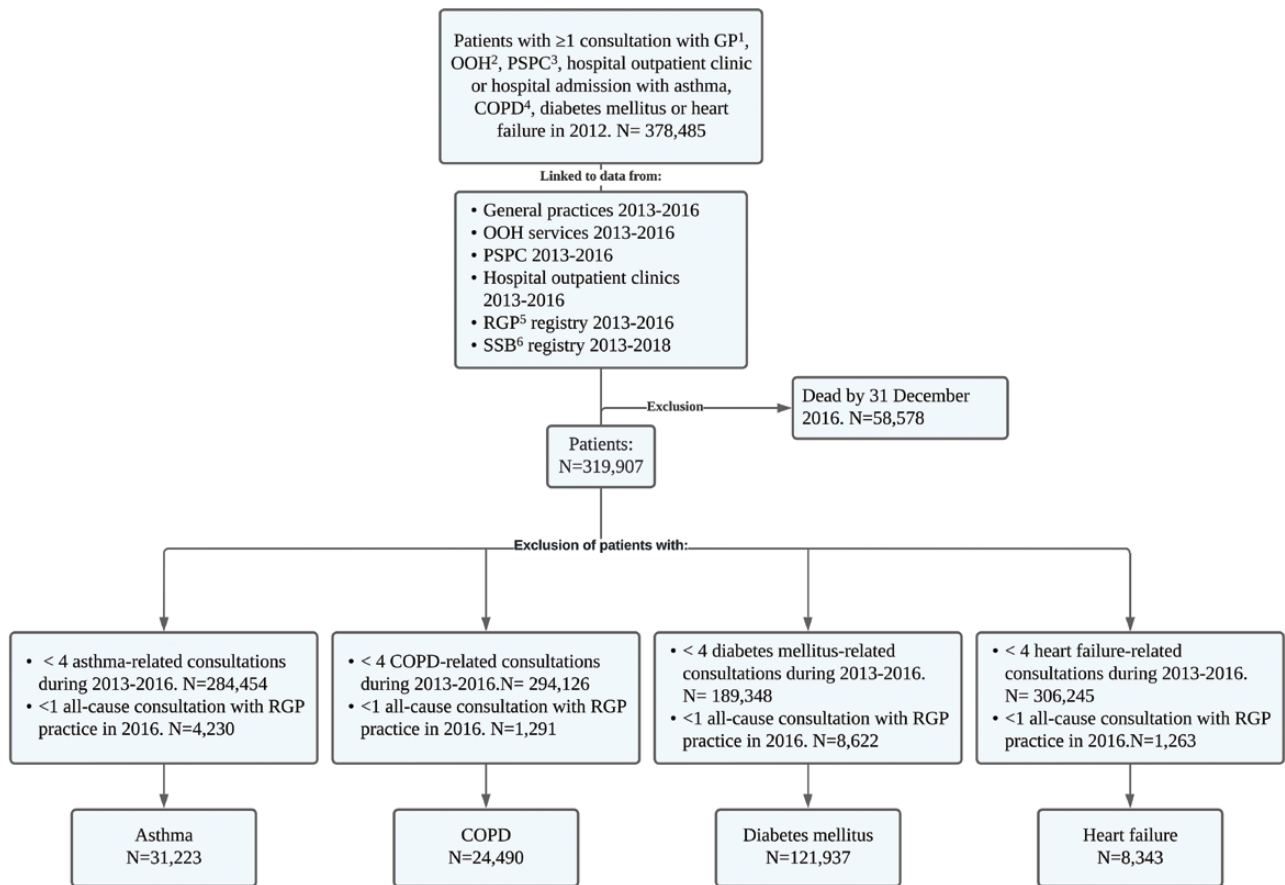 Patients with ≥1 consultation with GP¹,
OOH², PSPC³, hospital outpatient clinic
or hospital admission with asthma,
COPD⁴, diabetes mellitus or heart
failure in 2012. N= 378,485
Linked to data from:
• General practices 2013-2016
• OOH services 2013-2016
• PSPC 2013-2016
• Hospital outpatient clinics
2013-2016
• RGP⁵ registry 2013-2016
• SSB⁶ registry 2013-2018
Exclusion
Dead by 31 December
2016. N=58,578
Patients:
N=319,907
Exclusion of patients with:
• < 4 asthma-related consultations
during 2013-2016. N=284,454
• <1 all-cause consultation with RGP
practice in 2016. N=4,230
• < 4 COPD-related consultations
during 2013-2016.N= 294,126
• <1 all-cause consultation with RGP
practice in 2016. N=1,291
• < 4 diabetes mellitus-related
consultations during 2013-2016.
N= 189,348
• <1 all-cause consultation with RGP
practice in 2016. N=8,622
• < 4 heart failure-related
consultations during 2013-2016.
N= 306,245
• <1 all-cause consultation with RGP
practice in 2016.N=1,263
Asthma
N=31,223
COPD
N=24,490
Diabetes mellitus
N=121,937
Heart failure
N=8,343